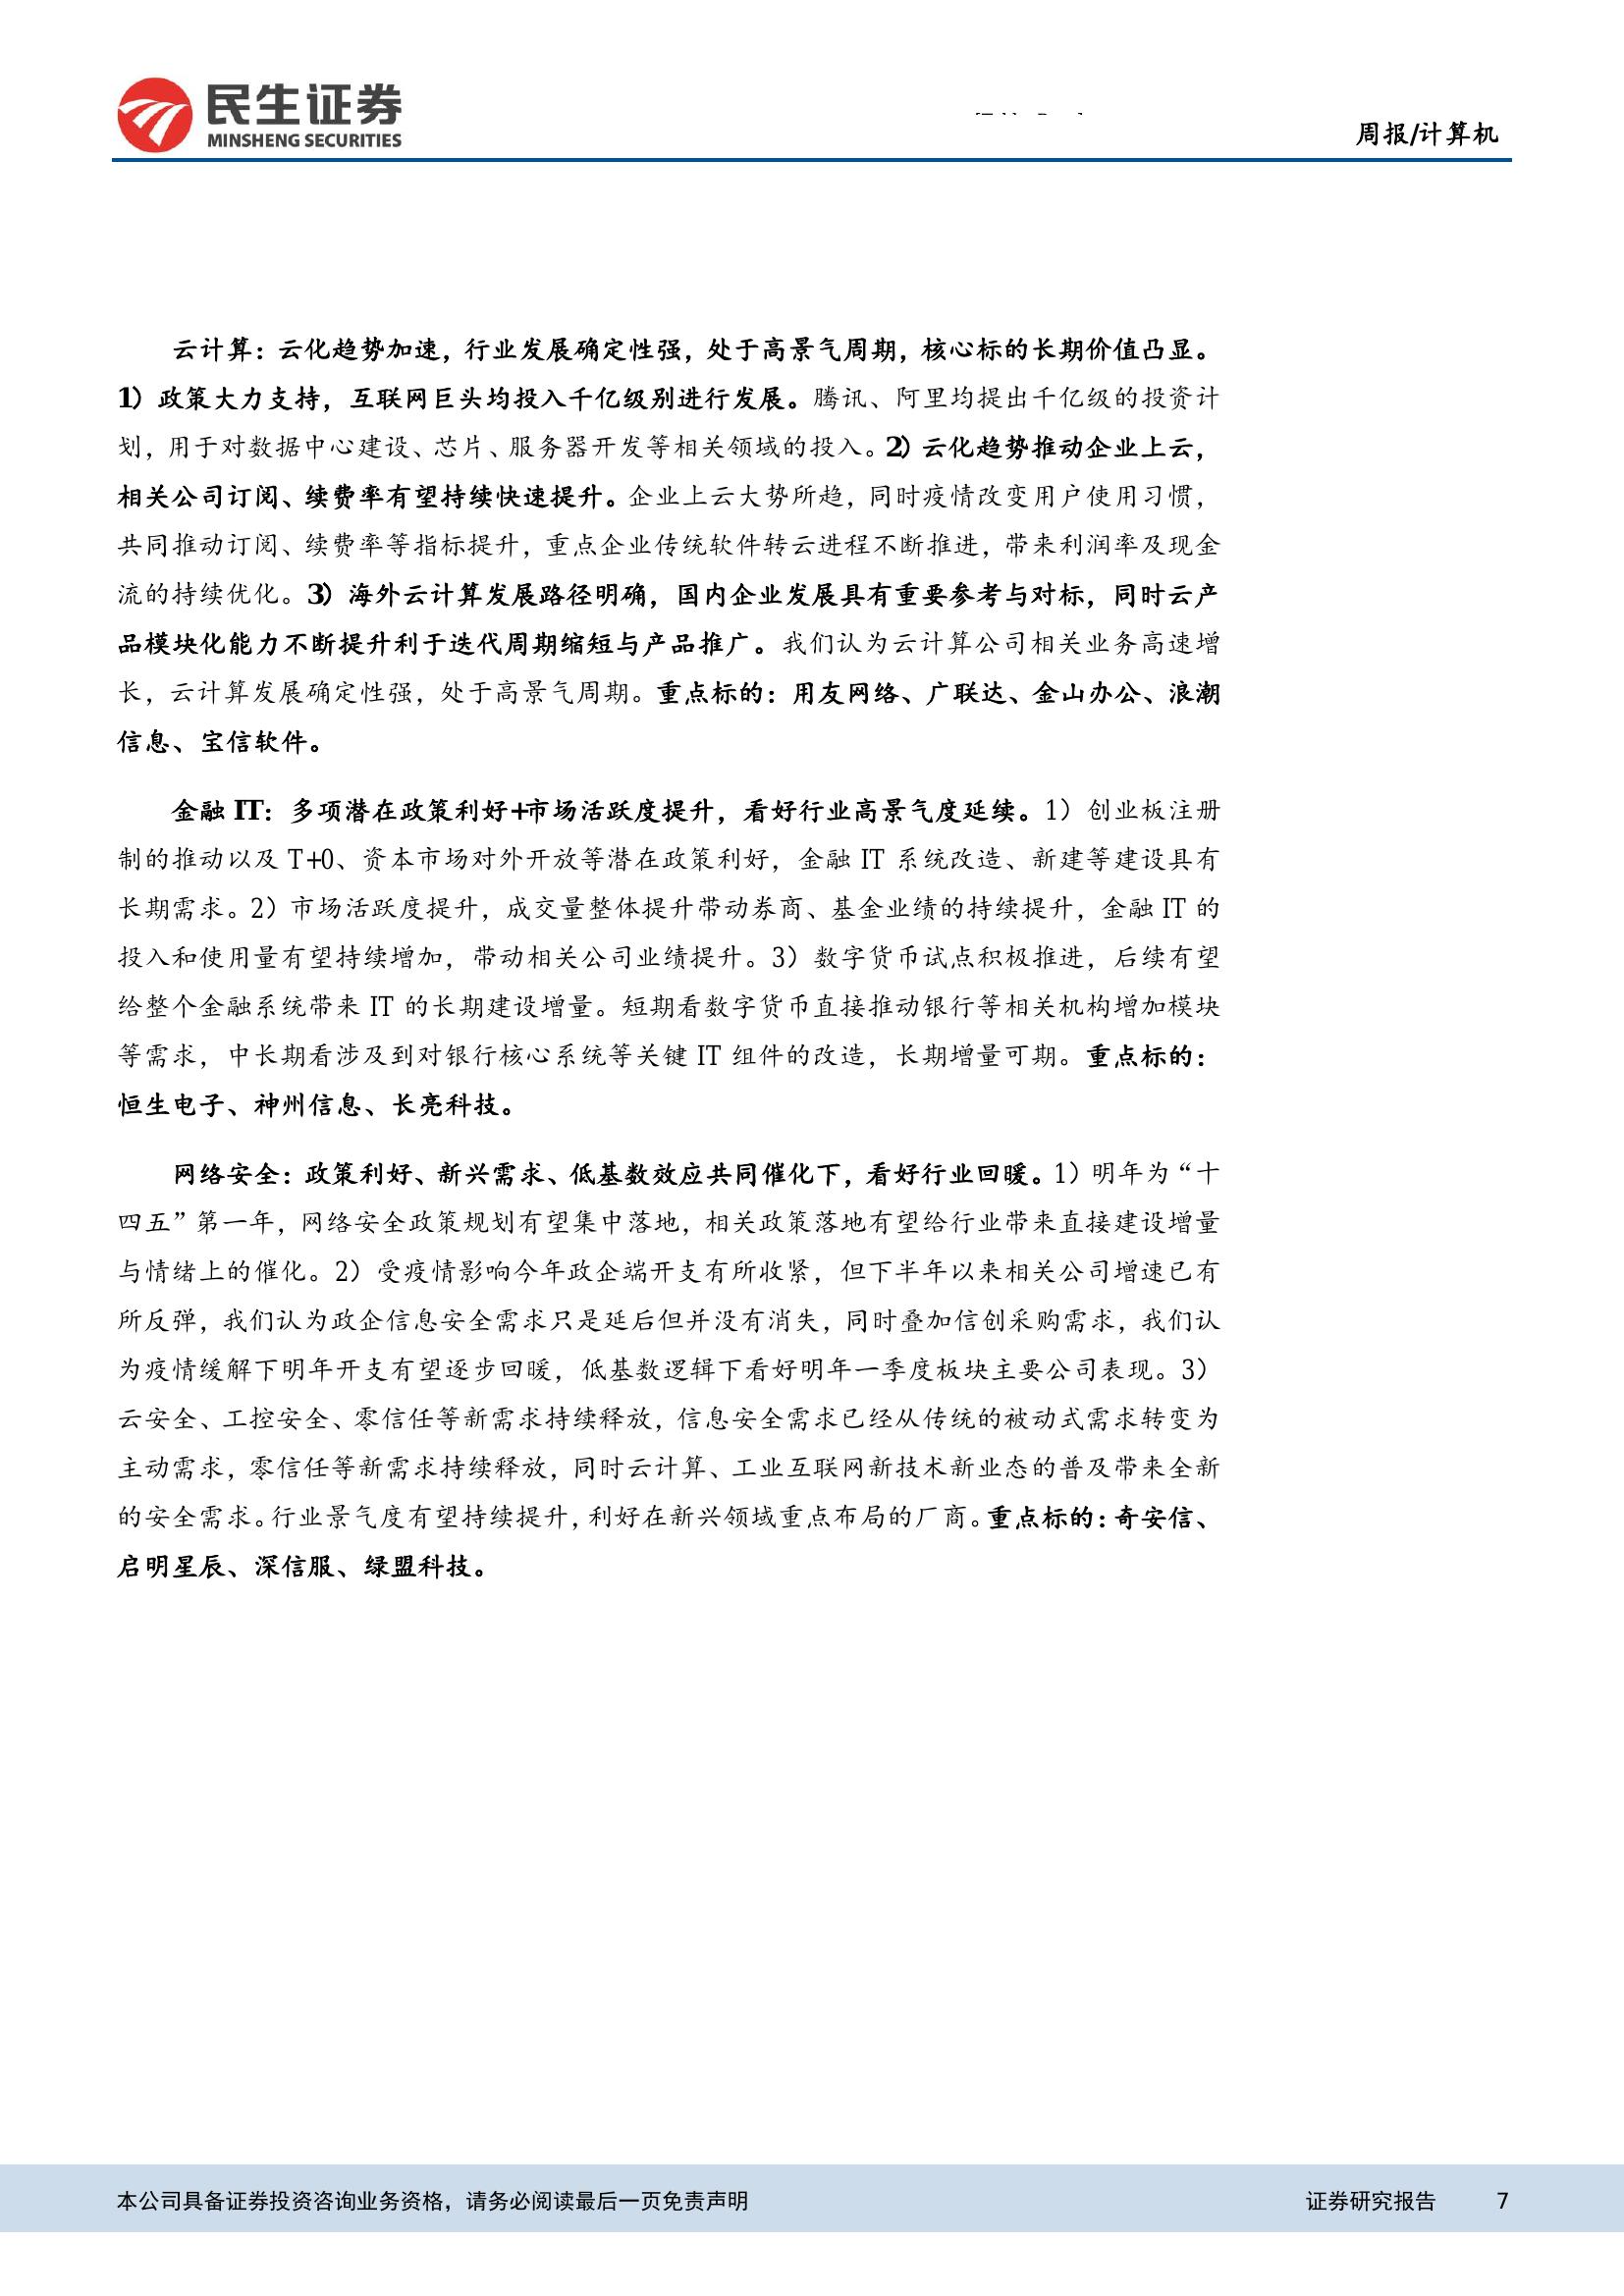 民生证券
MINSHENG SECURITIES
周报/计算机
云计算：云化趋势加速，行业发展确定性强，处于高景气周期，核心标的长期价值凸显。
1）政策大力支持，互联网巨头均投入千亿级别进行发展。腾讯、阿里均提出千亿级的投资计
划，用于对数据中心建设、芯片、服务器开发等相关领域的投入。2）云化趋势推动企业上云，
相关公司订阅、续费率有望持续快速提升。企业上云大势所趋，同时疫情改变用户使用习惯，
共同推动订阅、续费率等指标提升，重点企业传统软件转云进程不断推进，带来利润率及现金
流的持续优化。3）海外云计算发展路径明确，国内企业发展具有重要参考与对标，同时云产
品模块化能力不断提升利于迭代周期缩短与产品推广。我们认为云计算公司相关业务高速增
长，云计算发展确定性强，处于高景气周期。重点标的：用友网络、广联达、金山办公、浪潮
信息、宝信软件。
金融 IT：多项潜在政策利好+市场活跃度提升，看好行业高景气度延续。1）创业板注册
制的推动以及 T+0、资本市场对外开放等潜在政策利好，金融 IT 系统改造、新建等建设具有
长期需求。2）市场活跃度提升，成交量整体提升带动券商、基金业绩的持续提升，金融 IT 的
投入和使用量有望持续增加，带动相关公司业绩提升。3）数字货币试点积极推进，后续有望
给整个金融系统带来 IT 的长期建设增量。短期看数字货币直接推动银行等相关机构增加模块
等需求，中长期看涉及到对银行核心系统等关键 IT 组件的改造，长期增量可期。重点标的：
恒生电子、神州信息、长亮科技。
网络安全：政策利好、新兴需求、低基数效应共同催化下，看好行业回暖。1）明年为“十
四五”第一年，网络安全政策规划有望集中落地，相关政策落地有望给行业带来直接建设增量
与情绪上的催化。2）受疫情影响今年政企端开支有所收紧，但下半年以来相关公司增速已有
所反弹，我们认为政企信息安全需求只是延后但并没有消失，同时叠加信创采购需求，我们认
为疫情缓解下明年开支有望逐步回暖，低基数逻辑下看好明年一季度板块主要公司表现。3）
云安全、工控安全、零信任等新需求持续释放，信息安全需求已经从传统的被动式需求转变为
主动需求，零信任等新需求持续释放，同时云计算、工业互联网新技术新业态的普及带来全新
的安全需求。行业景气度有望持续提升，利好在新兴领域重点布局的厂商。重点标的：奇安信、
启明星辰、深信服、绿盟科技。
本公司具备证券投资咨询业务资格，请务必阅读最后一页免责声明
证券研究报告 7